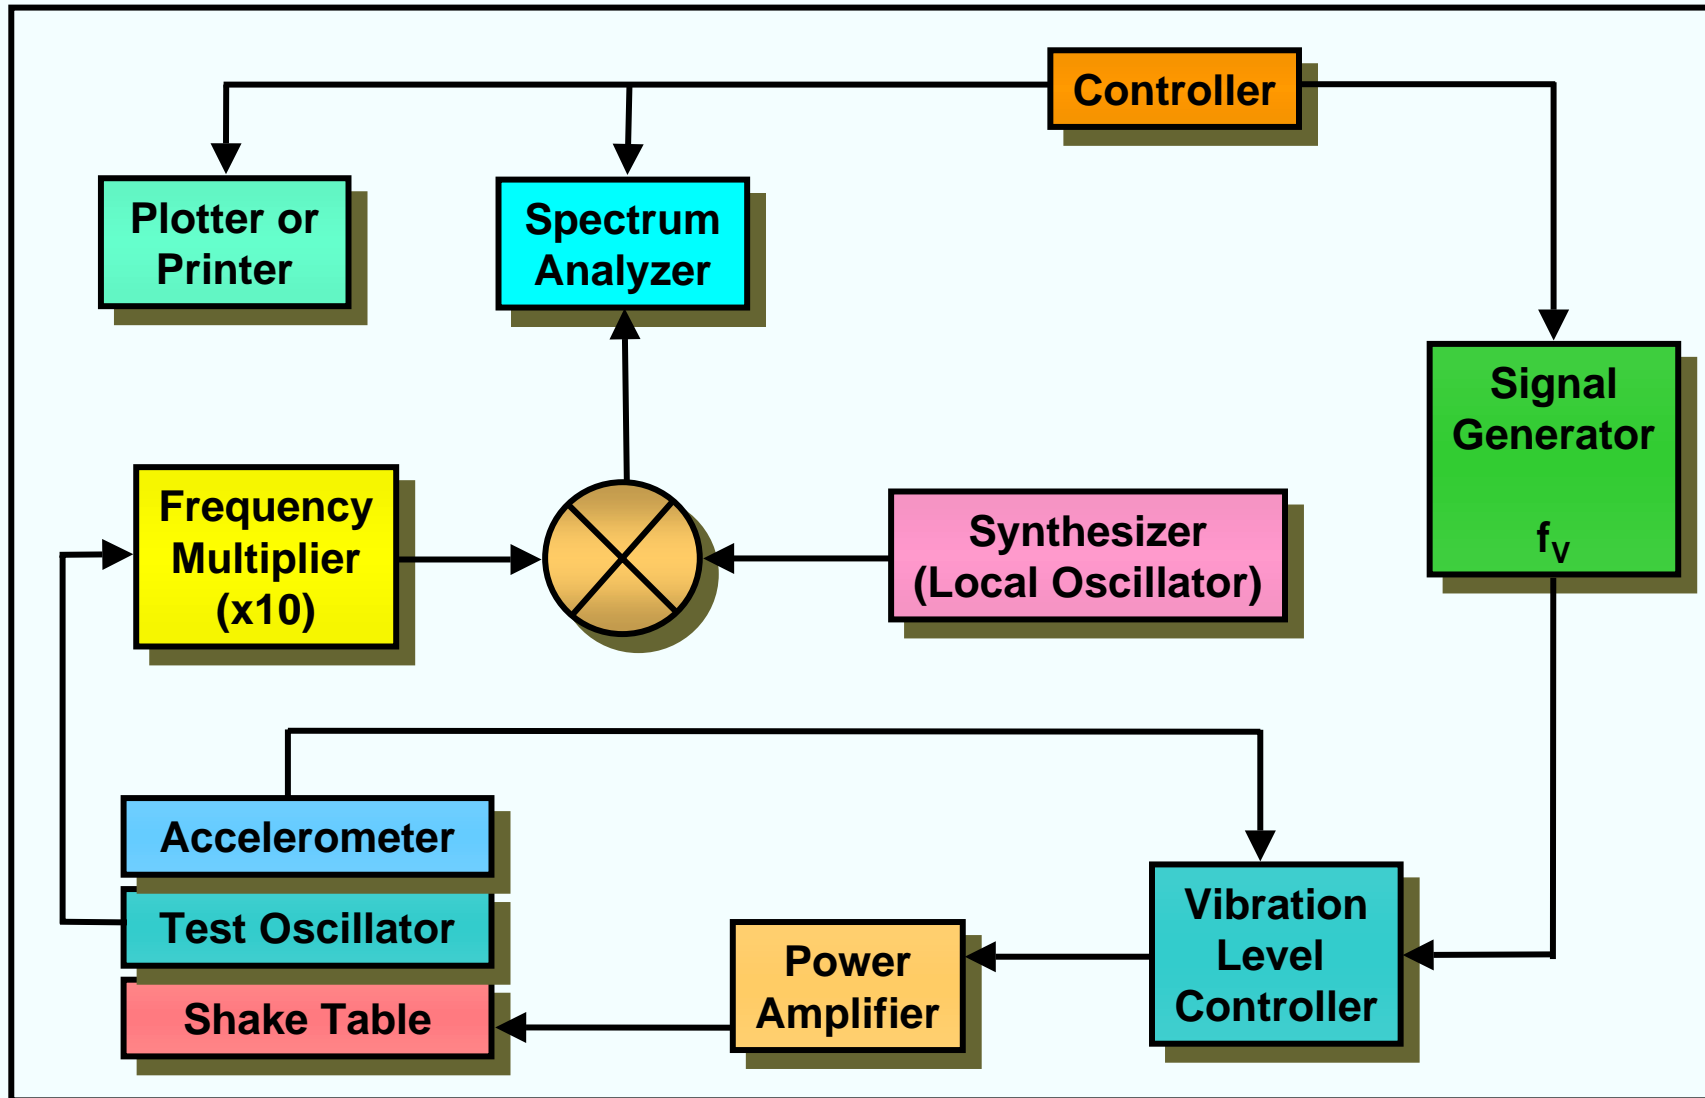 Controller
Plotter or
Printer
Spectrum
Analyzer
Signal
Generator
fV
Frequency
Multiplier
(x10)
Synthesizer
(Local Oscillator)
Accelerometer
Test Oscillator
Shake Table
Power
Amplifier
Vibration
Level
Controller